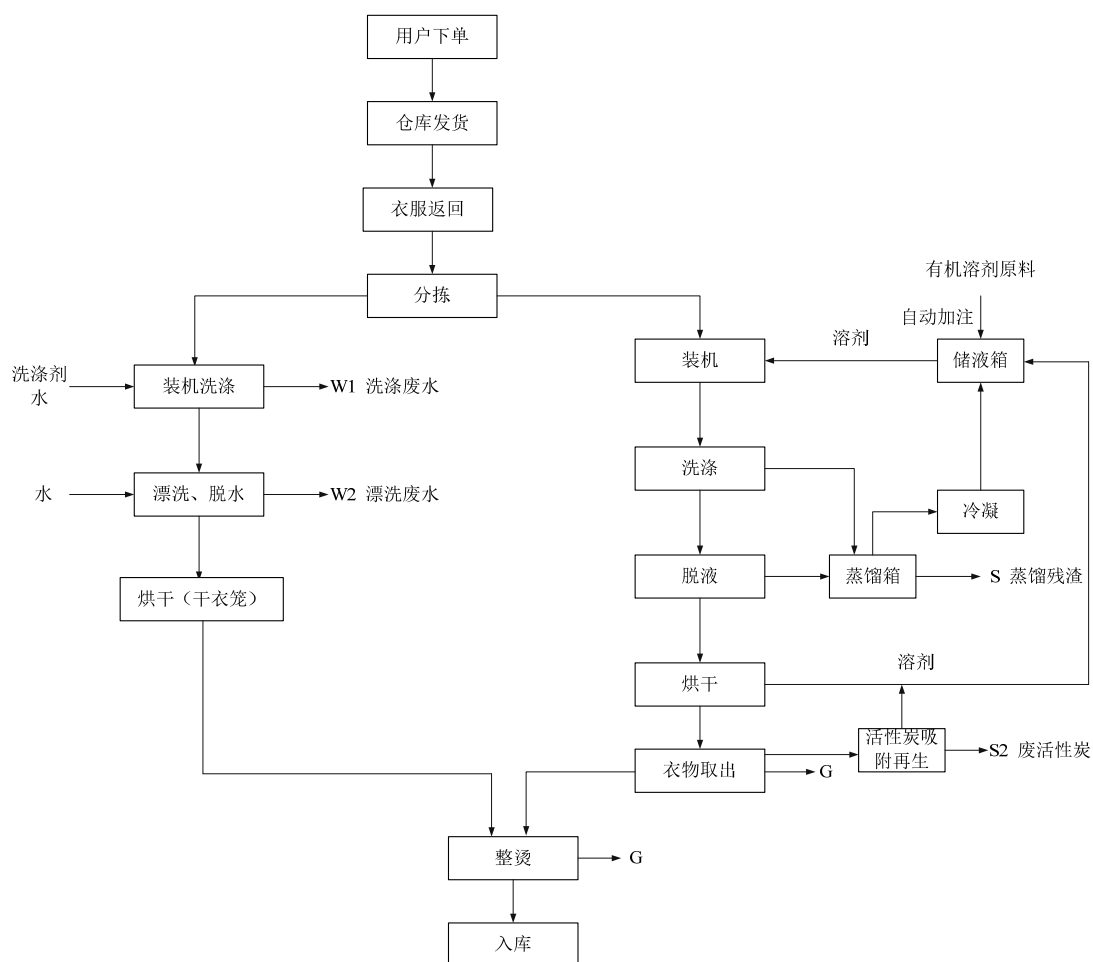 用户下单
仓库发货
衣服返回
分拣
有机溶剂原料
自动加注
溶剂
装机
储液箱
洗涤剂
水
装机洗涤
W1 洗涤废水
洗涤
水
漂洗、脱水
W2 漂洗废水
冷凝
脱液
蒸馏箱
S 蒸馏残渣
烘干（干衣笼）
溶剂
烘干
活性炭吸
附再生
S2 废活性炭
衣物取出
G
整烫
G
入库